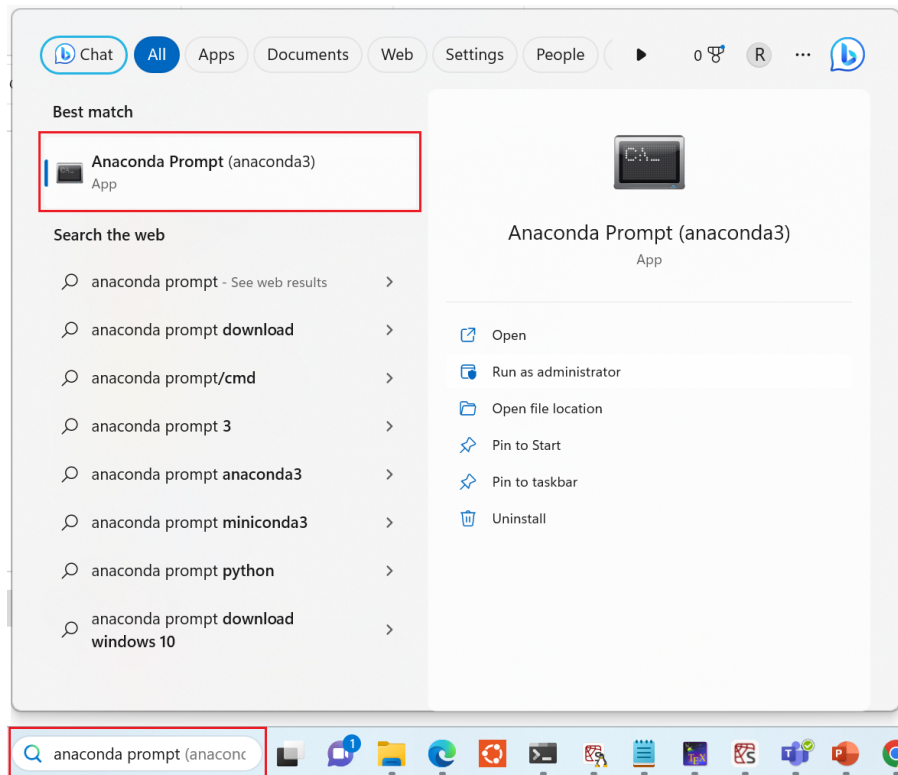 Chat All Apps Documents Web Settings People 0 R
Best match
Anaconda Prompt (anaconda3)
App
Search the web
anaconda prompt - See web results
anaconda prompt download
anaconda prompt/cmd
anaconda prompt 3
anaconda prompt anaconda3
anaconda prompt miniconda3
anaconda prompt python
anaconda prompt download
windows 10
C:\_
Anaconda Prompt (anaconda3)
App
Open
Run as administrator
Open file location
Pin to Start
Pin to taskbar
Uninstall
anaconda prompt (anaconc
1